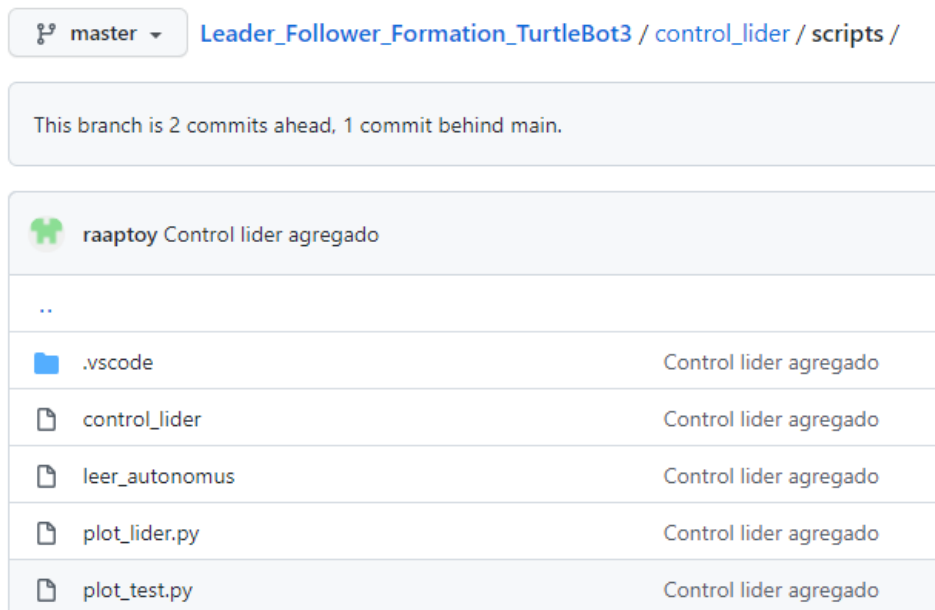 master Leader_Follower_Formation_TurtleBot3 / control_lider / scripts /
This branch is 2 commits ahead, 1 commit behind main.
raaptoy Control lider agregado
..
.vscode Control lider agregado
control_lider Control lider agregado
leer_autonomus Control lider agregado
plot_lider.py Control lider agregado
plot_test.py Control lider agregado